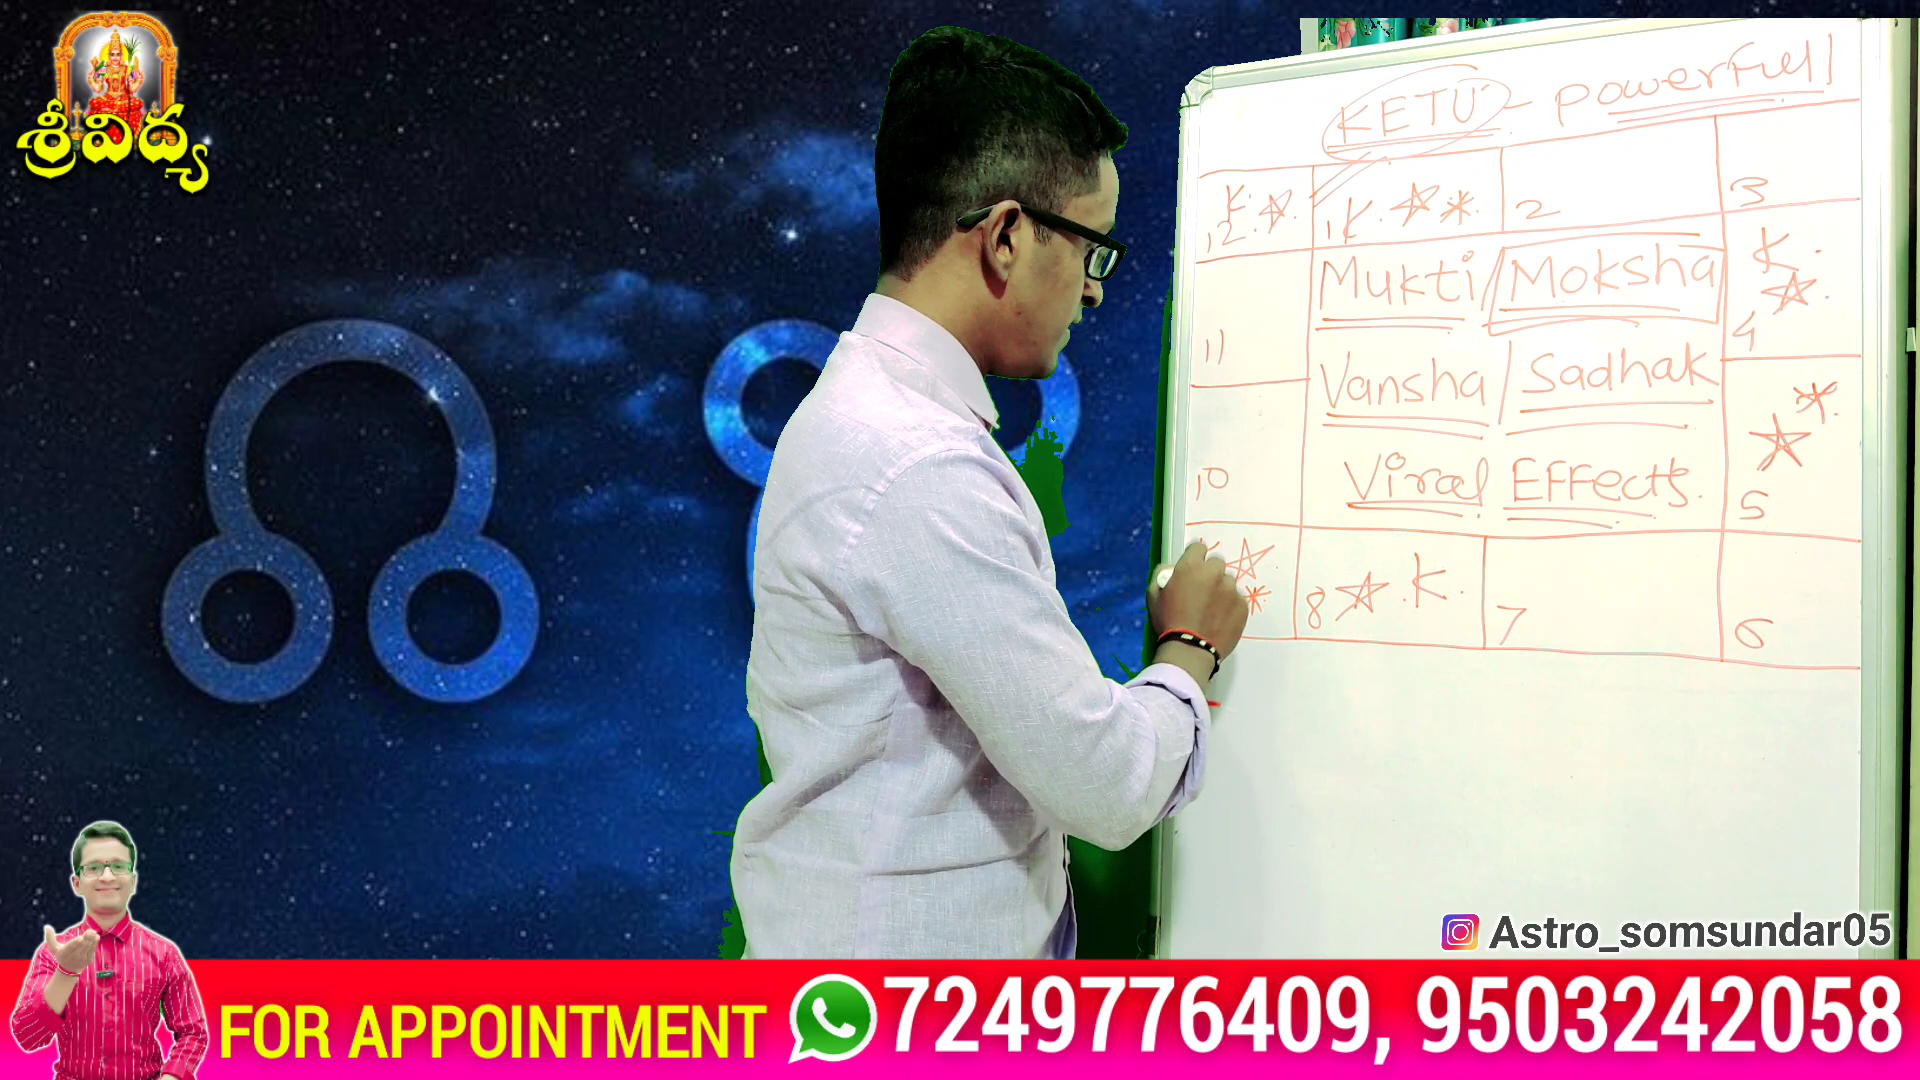 శ్రీవిద్య
KETU - powerfull
K. 12. 1 K. * 2 3
Mukti / Moksha
K. 4
11
Vansha / Sadhak
*
10
Viral EFFects.
5
* 8 . K. 7 6
Astro_somsundar05
FOR APPOINTMENT 7249776409, 9503242058